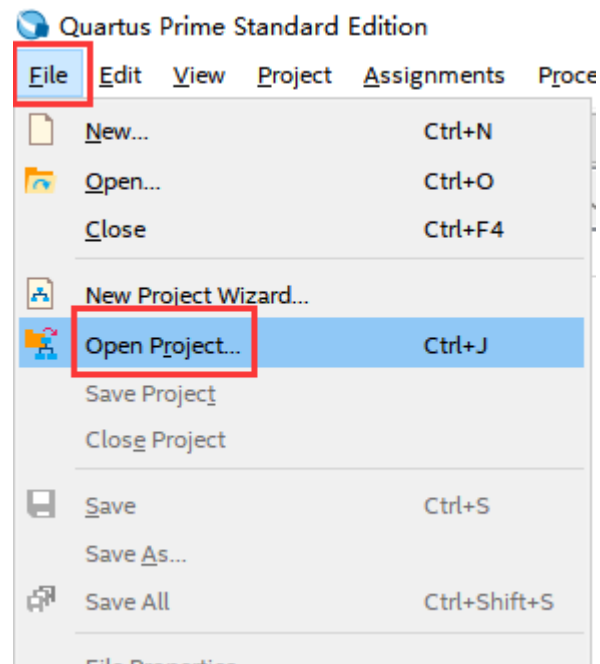 Quartus Prime Standard Edition
File Edit View Project Assignments Proce
New... Ctrl+N
Open... Ctrl+O
Close Ctrl+F4
New Project Wizard...
Open Project... Ctrl+J
Save Project
Close Project
Save Ctrl+S
Save As...
Save All Ctrl+Shift+S